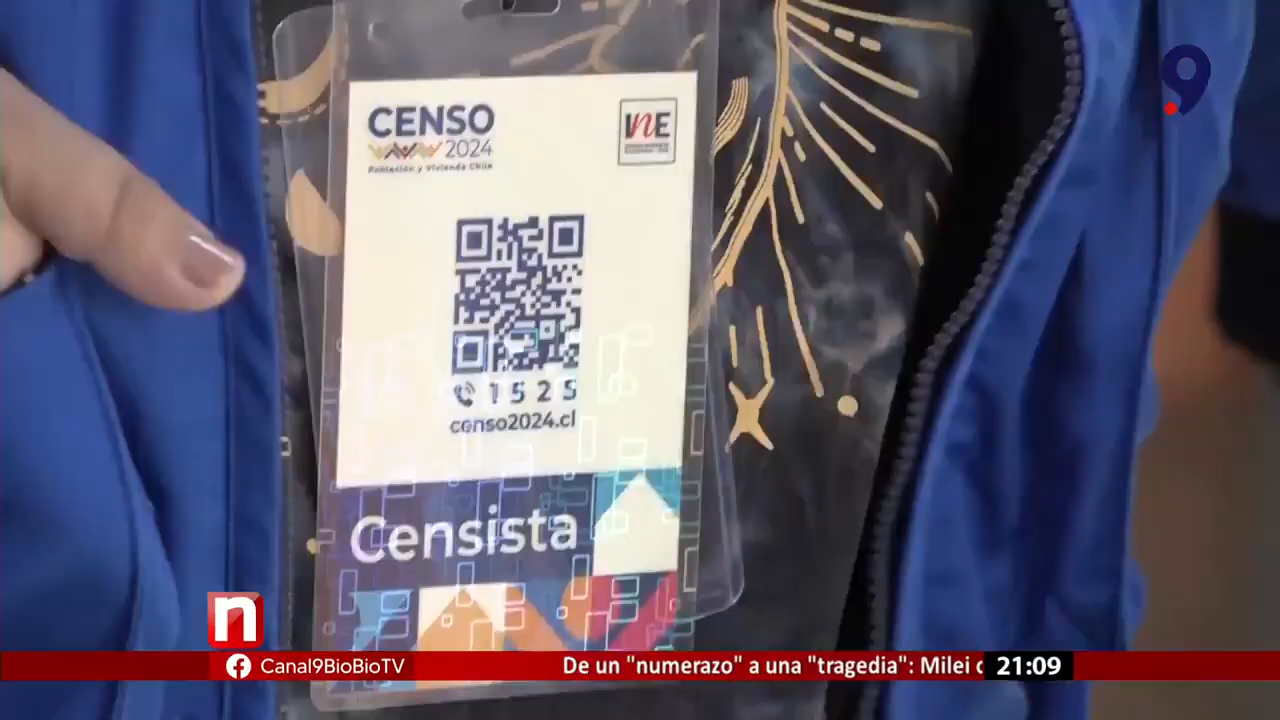 9
CENSO
2024
Población y Vivienda Chile
INE
1525
censo2024.cl
Censista
n
Canal9BioBioTV
De un "numerazo" a una "tragedia": Milei
21:09